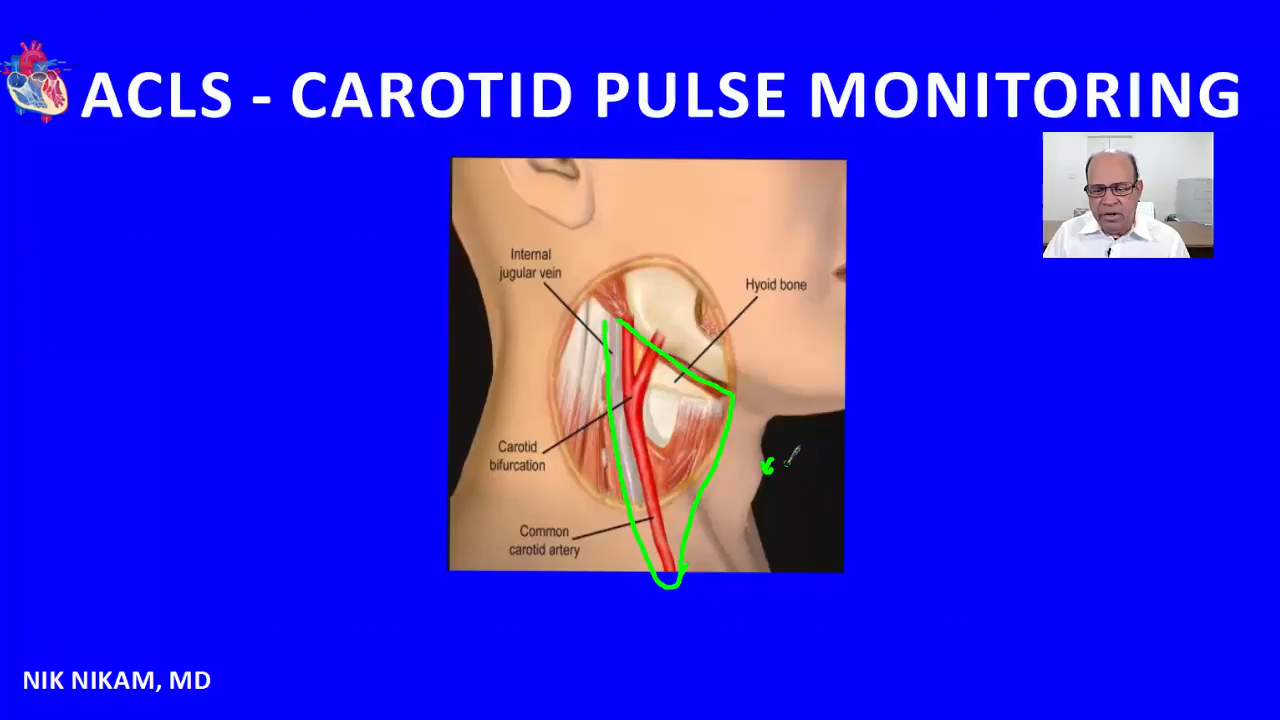 ACLS - CAROTID PULSE MONITORING
Internal
jugular vein
Hyoid bone
Carotid
bifurcation
Common
carotid artery
NIK NIKAM, MD